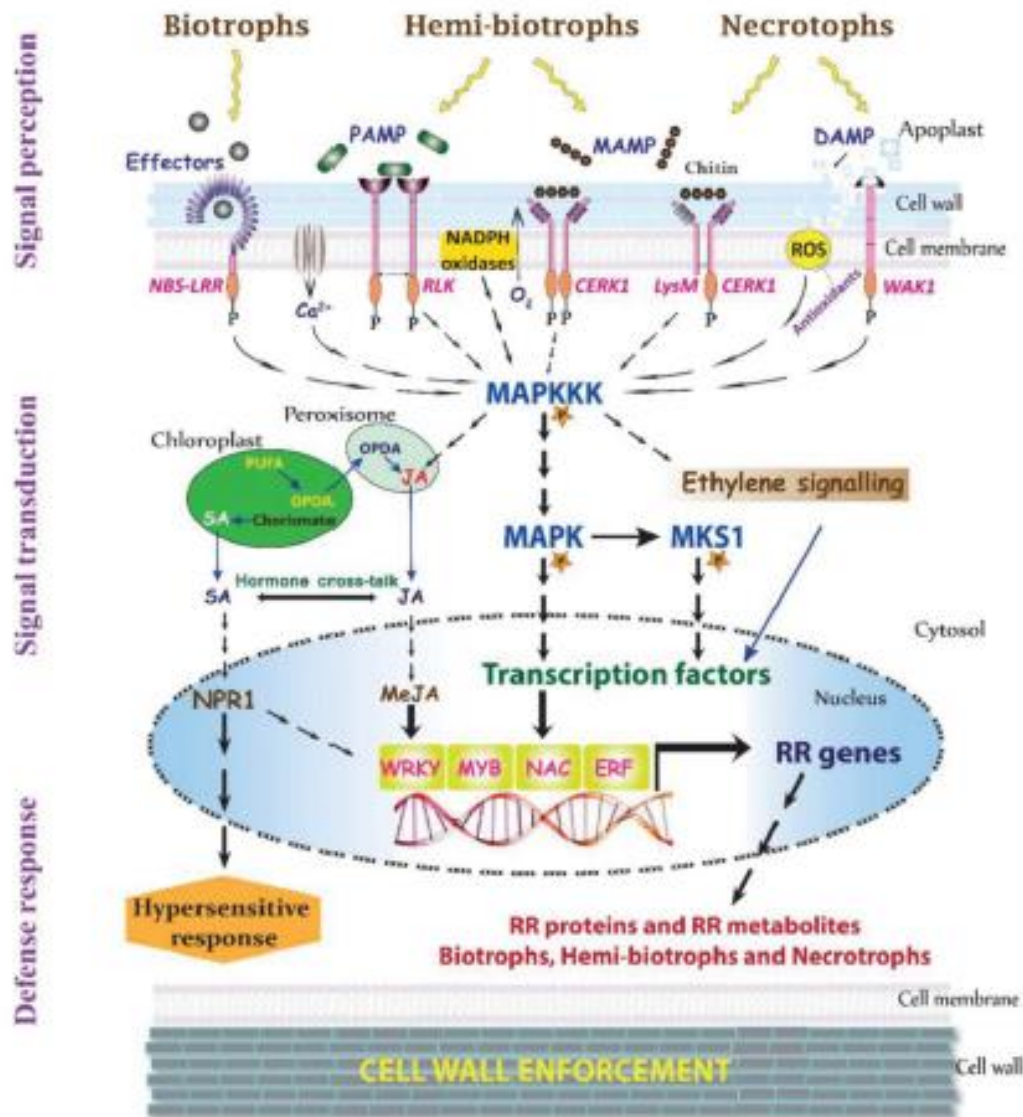 Signal perception
Biotrophs
Hemi-biotrophs
Necrotophs
PAMP
MAMP
DAMP
Apoplast
Effectors
Chitin
Cell wall
NADPH
oxidases
ROS
Cell membrane
NBS-LRR
Ca²⁺
RLK
O₂
CERK1
LysM
CERK1
Antioxidants
WAK1
P
P
P
P P
P
P
Signal transduction
MAPKKK
P
Peroxisome
Chloroplast
OPDA
PUFA
JA
OPDA
SA
Chorismate
Ethylene signalling
MAPK
P
MKS1
P
Hormone cross-talk
SA
JA
Cytosol
Transcription factors
NPR1
MeJA
Nucleus
WRKY
MYB
NAC
ERF
RR genes
Defense response
Hypersensitive
response
RR proteins and RR metabolites
Biotrophs, Hemi-biotrophs and Necrotrophs
Cell membrane
CELL WALL ENFORCEMENT
Cell wall